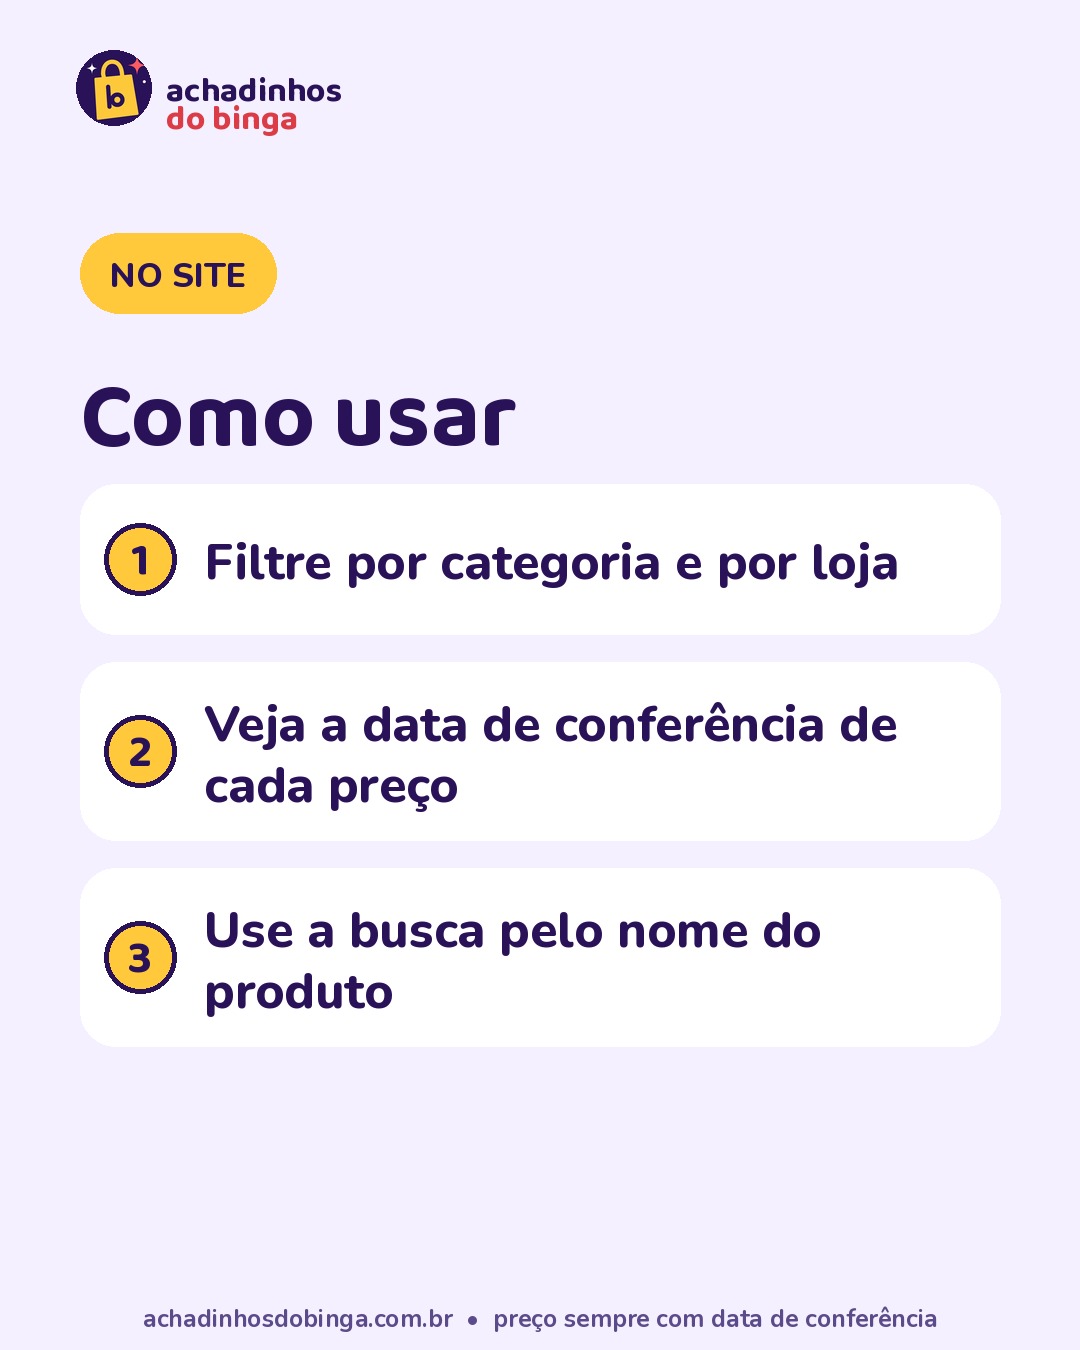 b
achadinhos
do binga
NO SITE
Como usar
1 Filtre por categoria e por loja
2 Veja a data de conferência de
cada preço
3 Use a busca pelo nome do
produto
achadinhosdobinga.com.br • preço sempre com data de conferência